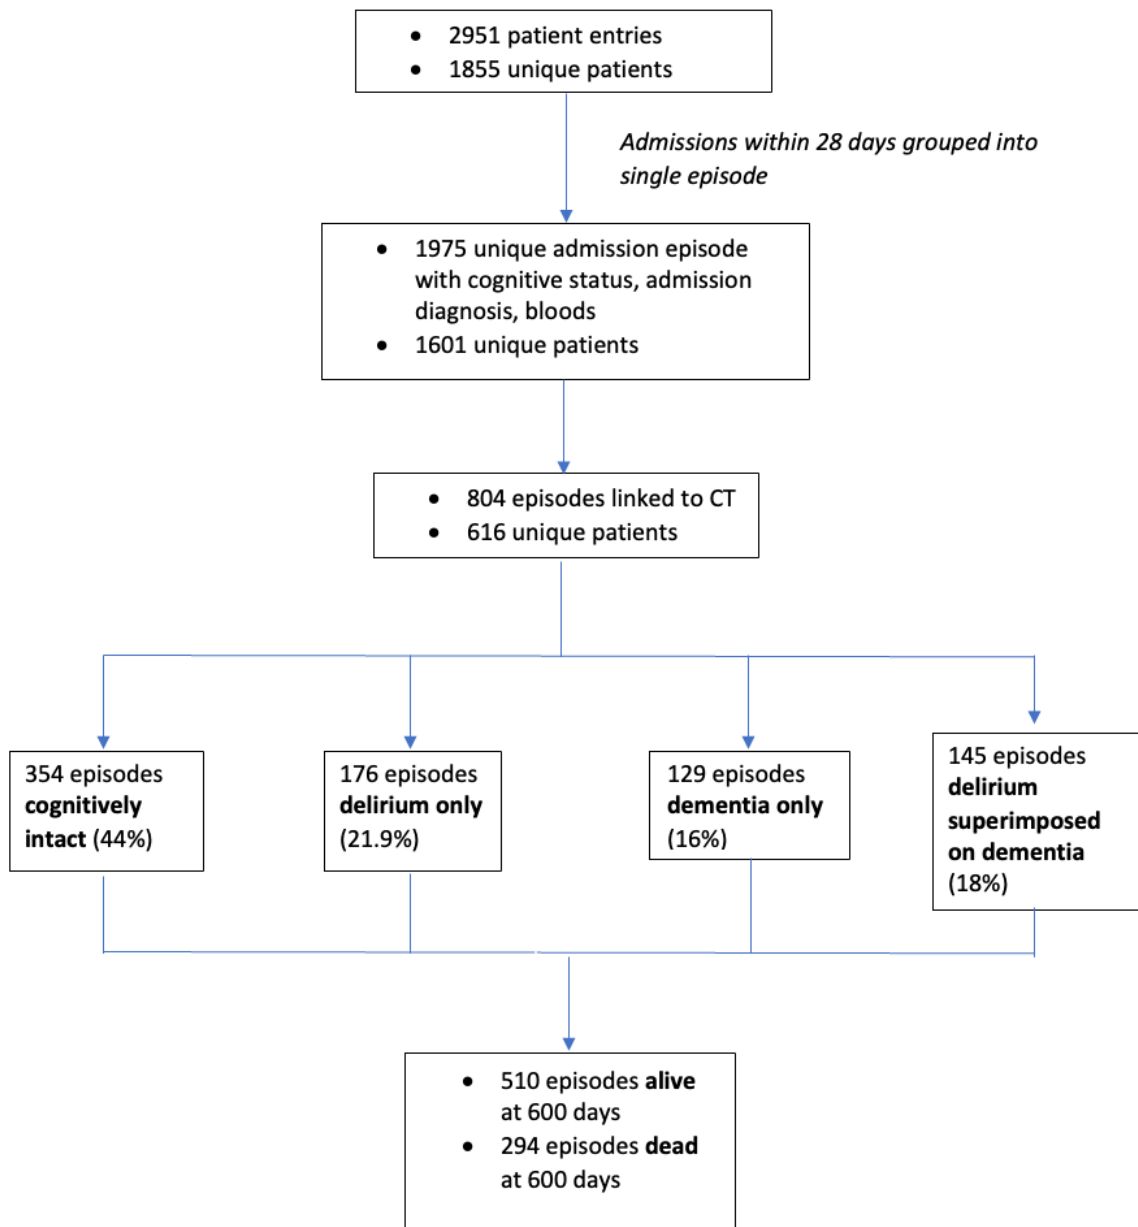 • 2951 patient entries
• 1855 unique patients
Admissions within 28 days grouped into
single episode
• 1975 unique admission episode
with cognitive status, admission
diagnosis, bloods
• 1601 unique patients
• 804 episodes linked to CT
• 616 unique patients
354 episodes
cognitively
intact (44%)
176 episodes
delirium only
(21.9%)
129 episodes
dementia only
(16%)
145 episodes
delirium
superimposed
on dementia
(18%)
• 510 episodes alive
at 600 days
• 294 episodes dead
at 600 days